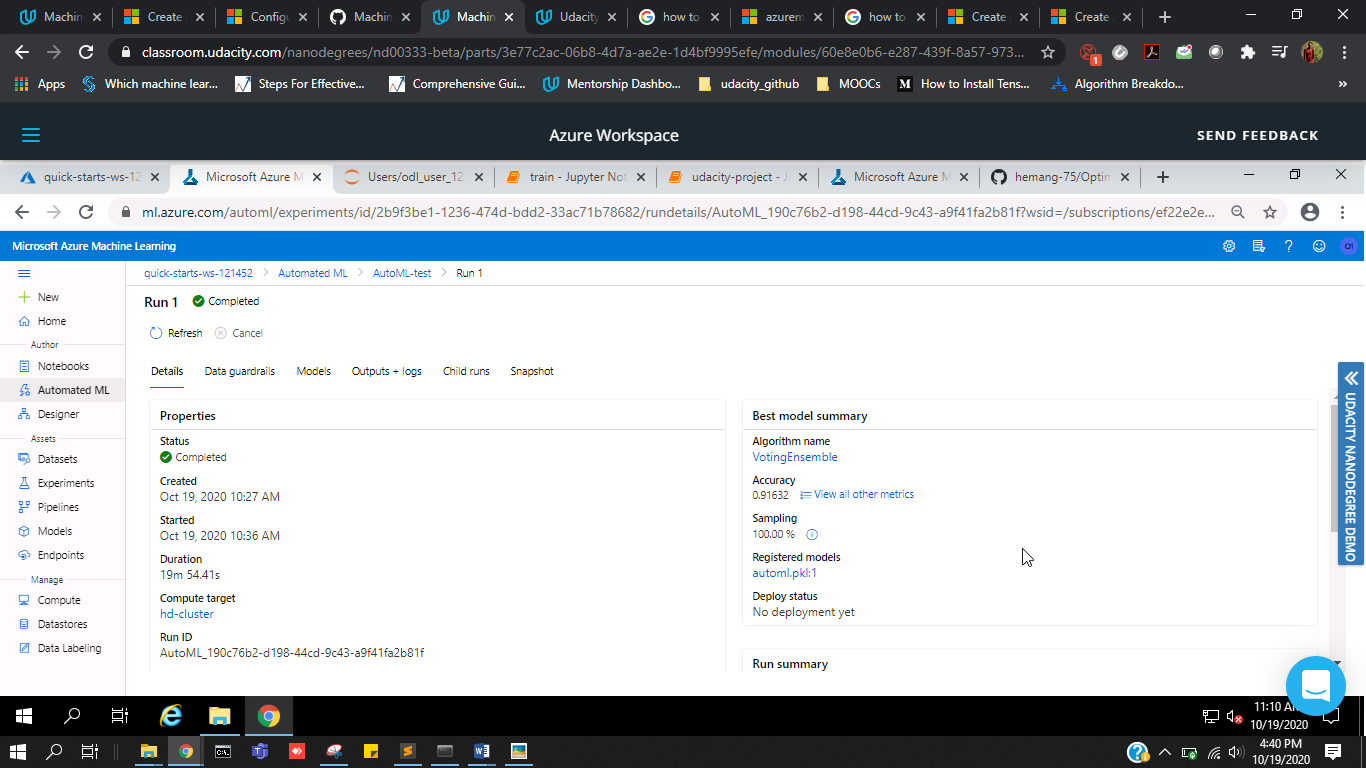 Machin
Create A
Configu
Machin
Machin
Udacity
how to
azurem
how to
Create A
Create A
classroom.udacity.com/nanodegrees/nd00333-beta/parts/3e77c2ac-06b8-4d7a-ae2e-1d4bf9995efe/modules/60e8e0b6-e287-439f-8a57-973...
1
Apps
Which machine lear...
Steps For Effective...
Comprehensive Gui...
Mentorship Dashbo...
udacity_github
MOOCs
How to Install Tens...
Algorithm Breakdo...
»
Azure Workspace
SEND FEEDBACK
quick-starts-ws-12
Microsoft Azure M
Users/odl_user_12
train - Jupyter Not
udacity-project - J
Microsoft Azure M
hemang-75/Optim
ml.azure.com/automl/experiments/id/2b9f3be1-1236-474d-bdd2-33ac71b78682/rundetails/AutoML_190c76b2-d198-44cd-9c43-a9f41fa2b81f?wsid=/subscriptions/ef22e2e...
Microsoft Azure Machine Learning
?
O1
quick-starts-ws-121452 > Automated ML > AutoML-test > Run 1
New
Home
Author
Notebooks
Automated ML
Designer
Assets
Datasets
Experiments
Pipelines
Models
Endpoints
Manage
Compute
Datastores
Data Labeling
Run 1 Completed
Refresh Cancel
Details Data guardrails Models Outputs + logs Child runs Snapshot
Properties
Status
Completed
Created
Oct 19, 2020 10:27 AM
Started
Oct 19, 2020 10:36 AM
Duration
19m 54.41s
Compute target
hd-cluster
Run ID
AutoML_190c76b2-d198-44cd-9c43-a9f41fa2b81f
Best model summary
Algorithm name
VotingEnsemble
Accuracy
0.91632 View all other metrics
Sampling
100.00 %
Registered models
automl.pkl:1
Deploy status
No deployment yet
Run summary
UDACITY NANODEGREE DEMO
11:10 AM
10/19/2020
4:40 PM
10/19/2020